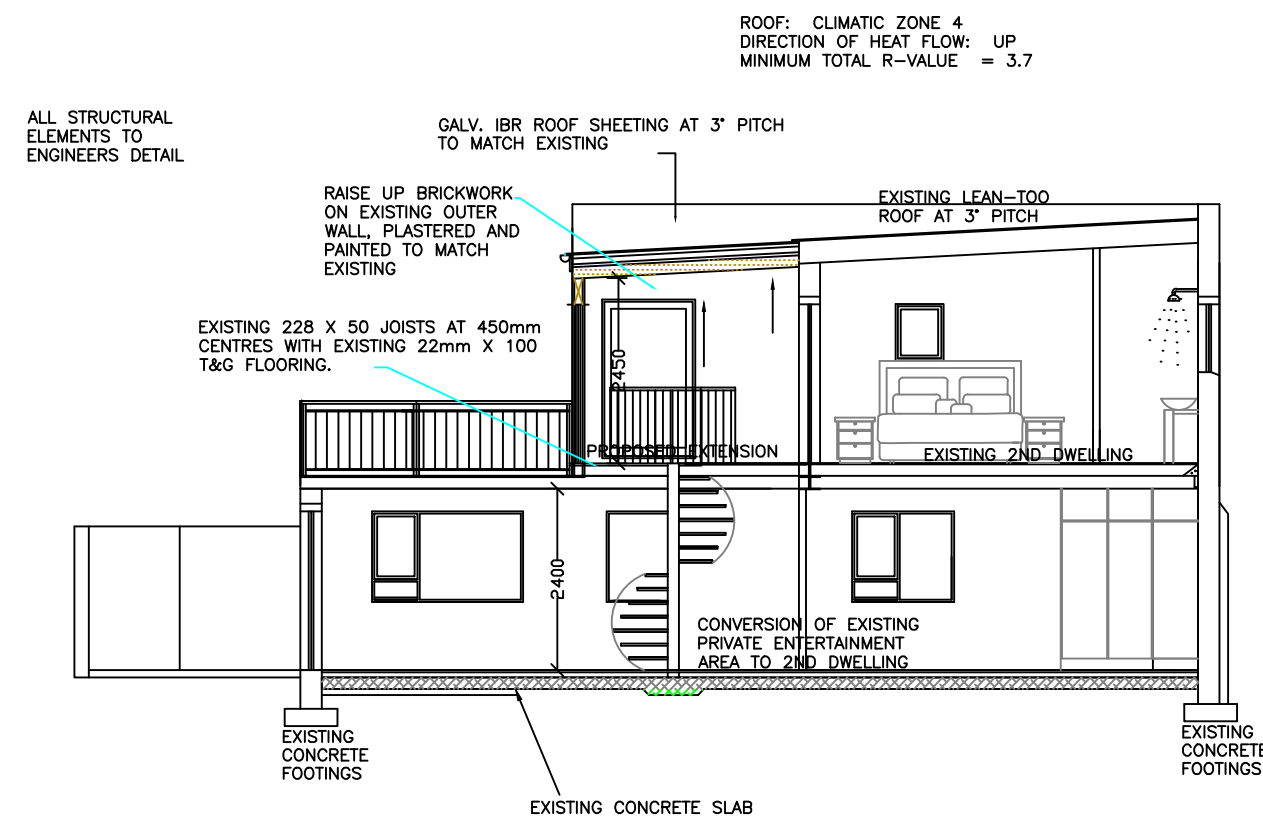 ROOF: CLIMATIC ZONE 4
DIRECTION OF HEAT FLOW: UP
MINIMUM TOTAL R-VALUE = 3.7
ALL STRUCTURAL
ELEMENTS TO
ENGINEERS DETAIL
GALV. IBR ROOF SHEETING AT 3° PITCH
TO MATCH EXISTING
RAISE UP BRICKWORK
ON EXISTING OUTER
WALL, PLASTERED AND
PAINTED TO MATCH
EXISTING
EXISTING LEAN-TOO
ROOF AT 3° PITCH
EXISTING 228 X 50 JOISTS AT 450mm
CENTRES WITH EXISTING 22mm X 100
T&G FLOORING.
2450
PROPOSED EXTENSION
EXISTING 2ND DWELLING
2400
CONVERSION OF EXISTING
PRIVATE ENTERTAINMENT
AREA TO 2ND DWELLING
EXISTING
CONCRETE
FOOTINGS
EXISTING
CONCRETE
FOOTINGS
EXISTING CONCRETE SLAB